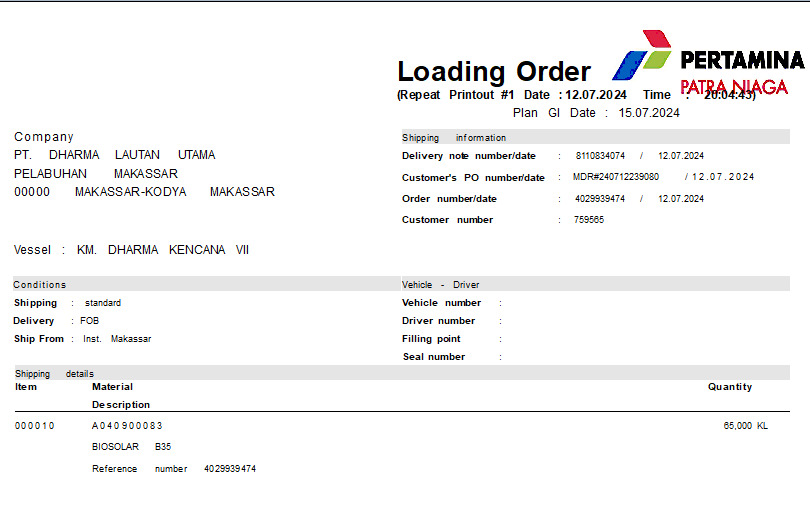 PERTAMINA
PATRA NIAGA
Loading Order
(Repeat Printout #1 Date : 12.07.2024 Time : 20:04:43)
Plan GI Date : 15.07.2024
Company
PT. DHARMA LAUTAN UTAMA
PELABUHAN MAKASSAR
00000 MAKASSAR-KODYA MAKASSAR
Vessel : KM. DHARMA KENCANA VII
Shipping information
Delivery note number/date : 8110834074 / 12.07.2024
Customer's PO number/date : MDR#240712239080 / 12.07.2024
Order number/date : 4029939474 / 12.07.2024
Customer number : 759565
Conditions
Shipping : standard
Delivery : FOB
Ship From : Inst. Makassar
Vehicle - Driver
Vehicle number :
Driver number :
Filling point :
Seal number :
Shipping details
Item Material Quantity
Description
000010 A040900083 65,000 KL
BIOSOLAR B35
Reference number 4029939474